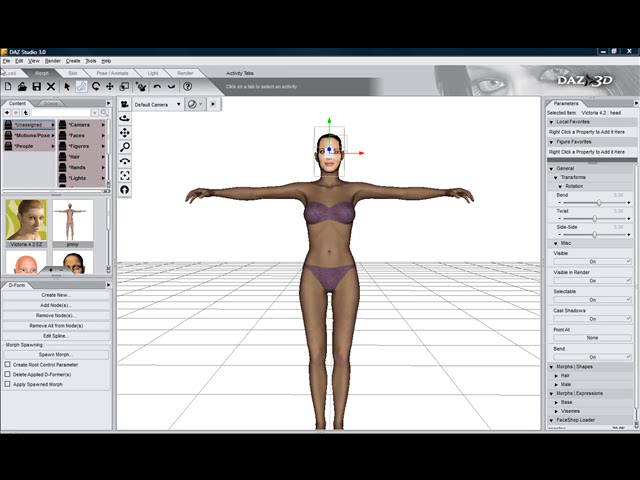 DAZ Studio 3.0
File Edit View Render Create Tools Help
Load Morph Skin Pose / Animate Light Render Activity Tabs
Click on a tab to select an activity
DAZ 3D
Content
*Unassigned
*Motions/Pose
*People
*Camera
*Faces
*Figures
*Hair
*Hands
*Lights
Victoria 4.2 EZ
jimmy
D-Form
Create New...
Add Node(s)...
Remove Node(s)...
Remove All from Node(s)
Edit Spline...
Morph Spawning
Spawn Morph...
Create Root Control Parameter
Delete Applied D-Former(s)
Apply Spawned Morph
Default Camera
Parameters
Selected Item : Victoria 4.2 : head
Local Favorites
Right Click a Property to Add it Here
Figure Favorites
Right Click a Property to Add it Here
General
Transforms
Rotation
Bend
Twist
Side-Side
Misc
Visible
On
Visible in Render
On
Selectable
On
Cast Shadows
On
Point At
None
Bend
On
Morphs | Shapes
Hair
Male
Morphs | Expressions
Base
Visemes
FaceShop Loader